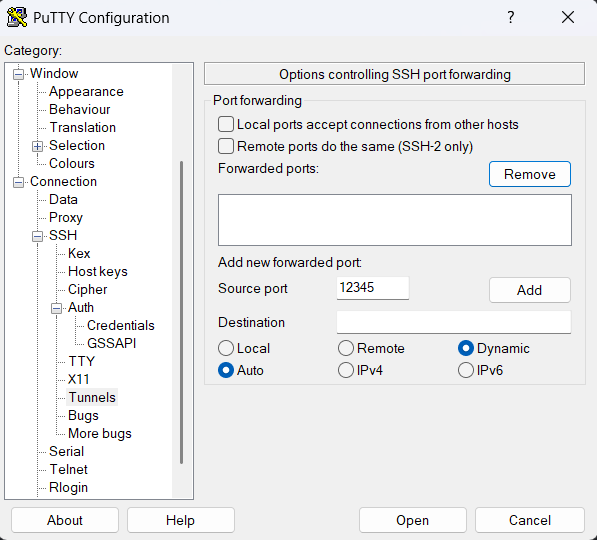 PuTTY Configuration
Category:
Window
Appearance
Behaviour
Translation
Selection
Colours
Connection
Data
Proxy
SSH
Kex
Host keys
Cipher
Auth
Credentials
GSSAPI
TTY
X11
Tunnels
Bugs
More bugs
Serial
Telnet
Rlogin
Options controlling SSH port forwarding
Port forwarding
Local ports accept connections from other hosts
Remote ports do the same (SSH-2 only)
Forwarded ports: Remove
Add new forwarded port:
Source port 12345 Add
Destination
Local Remote Dynamic
Auto IPv4 IPv6
About Help Open Cancel